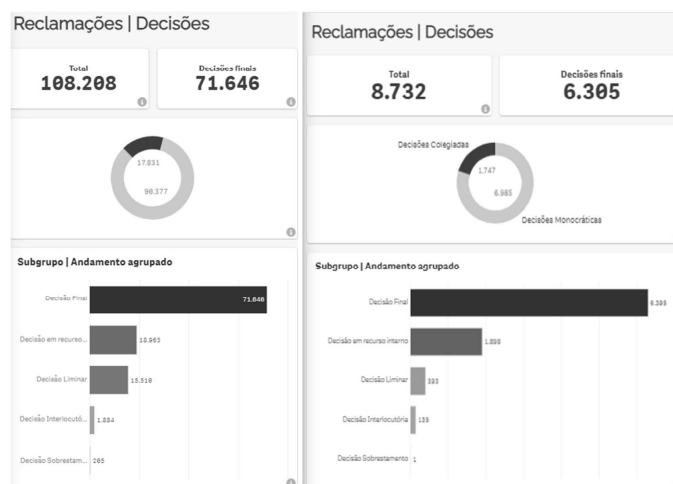 Reclamações | Decisões
Total
108.208
Decisões finais
71.646
17.831
90.377
Subgrupo | Andamento agrupado
Decisão Final
71.646
Decisão em recurso...
18.903
Decisão Liminar
15.510
Decisão Interlocutó...
1.884
Decisão Sobrestam...
265
Reclamações | Decisões
Total
8.732
Decisões finais
6.305
Decisões Colegiadas
1.747
6.985
Decisões Monocráticas
Subgrupo | Andamento agrupado
Decisão Final
6.305
Decisão em recurso interno
1.898
Decisão Liminar
393
Decisão Interlocutória
135
Decisão Sobrestamento
1